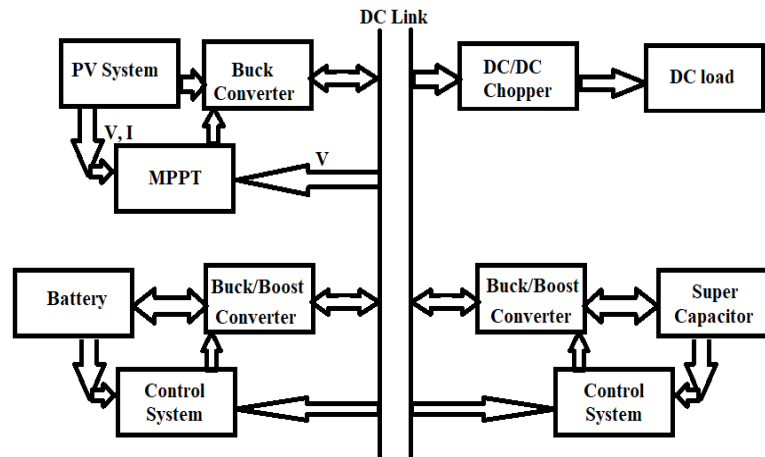 DC Link
PV System
Buck
Converter
DC/DC
Chopper
DC load
V, I
MPPT
V
Battery
Buck/Boost
Converter
Buck/Boost
Converter
Super
Capacitor
Control
System
Control
System